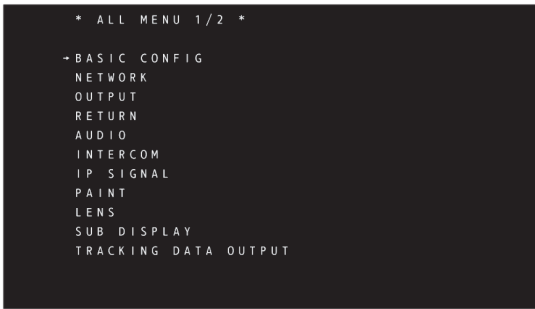 * ALL MENU 1/2 *
→BASIC CONFIG
NETWORK
OUTPUT
RETURN
AUDIO
INTERCOM
IP SIGNAL
PAINT
LENS
SUB DISPLAY
TRACKING DATA OUTPUT